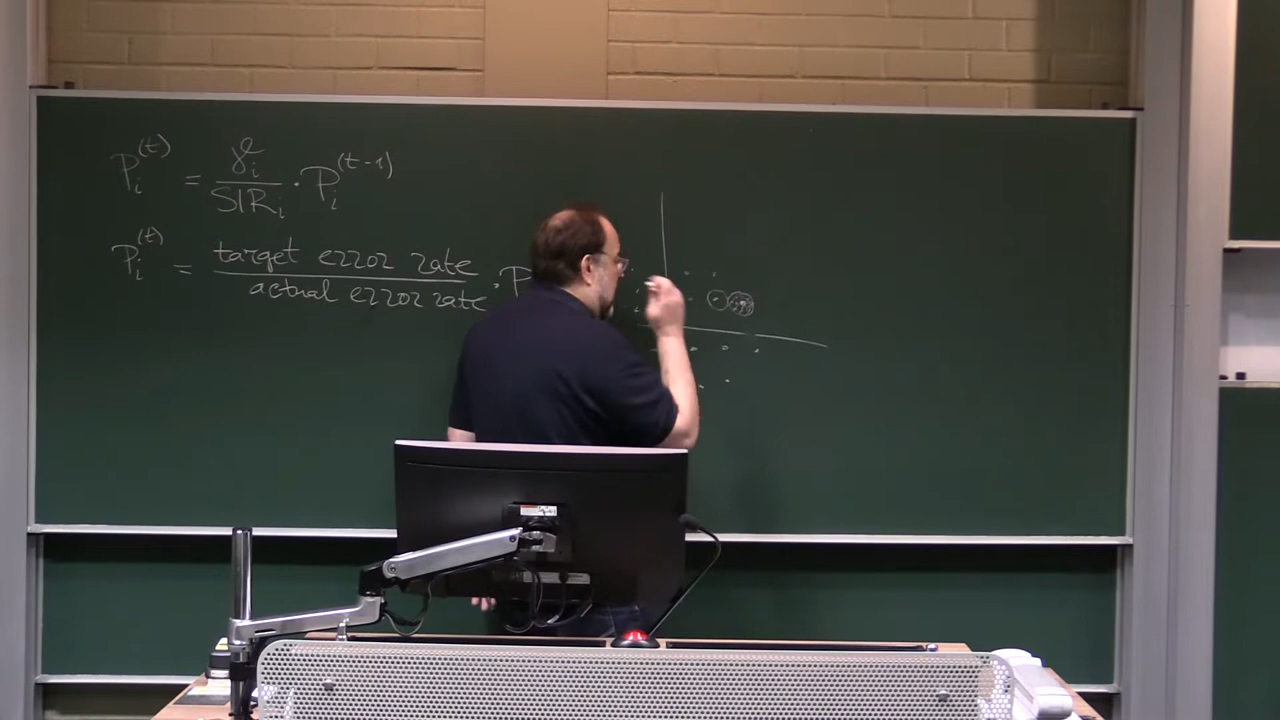 P_i^(t) = γ_i / SIR_i · P_i^(t-1)
P_i^(t) = target error rate / actual error rate · P